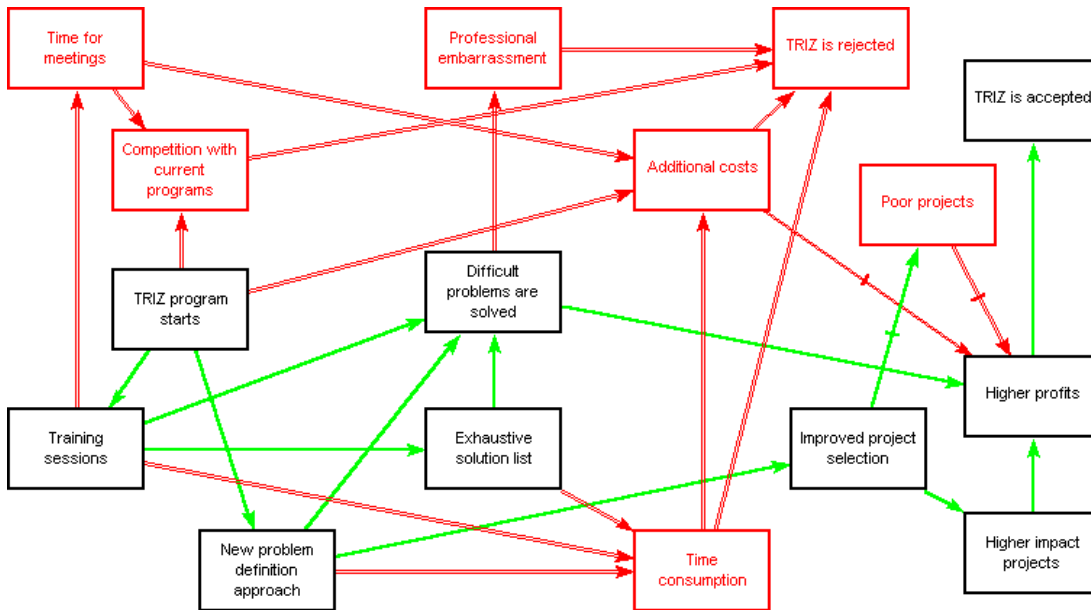 Time for
meetings
Professional
embarrassment
TRIZ is rejected
TRIZ is accepted
Competition with
current
programs
Additional costs
Poor projects
TRIZ program
starts
Difficult
problems are
solved
Higher profits
Training
sessions
Exhaustive
solution list
Improved project
selection
New problem
definition
approach
Time
consumption
Higher impact
projects